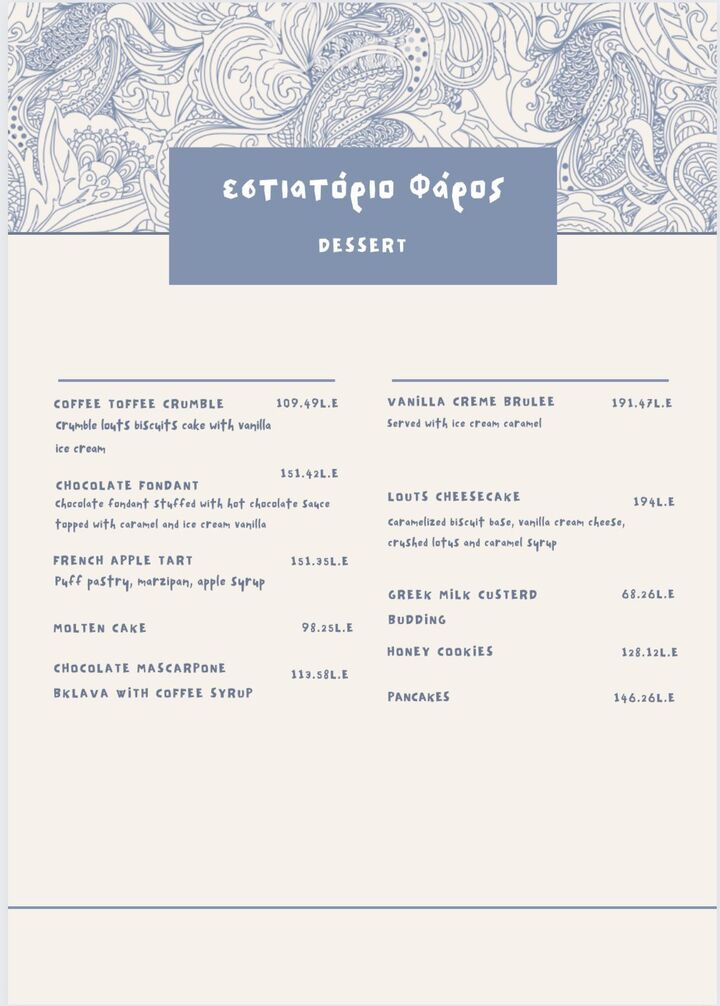 εστιατόριο Φάρος
DESSERT
COFFEE TOFFEE CRUMBLE 109.49L.E
Crumble louts biscuits cake with vanilla
ice cream
CHOCOLATE FONDANT 151.42L.E
Chocolate fondant stuffed with hot chocolate sauce
topped with caramel and ice cream vanilla
FRENCH APPLE TART 151.35L.E
Puff pastry, marzipan, apple syrup
MOLTEN CAKE 98.25L.E
CHOCOLATE MASCARPONE 113.58L.E
BKLAVA WITH COFFEE SYRUP
VANILLA CREME BRULEE 191.47L.E
Served with ice cream caramel
LOUTS CHEESECAKE 194L.E
Caramelized biscuit base, vanilla cream cheese,
crushed lotus and caramel syrup
GREEK MILK CUSTERD 68.26L.E
BUDDING
HONEY COOKIES 128.12L.E
PANCAKES 146.26L.E